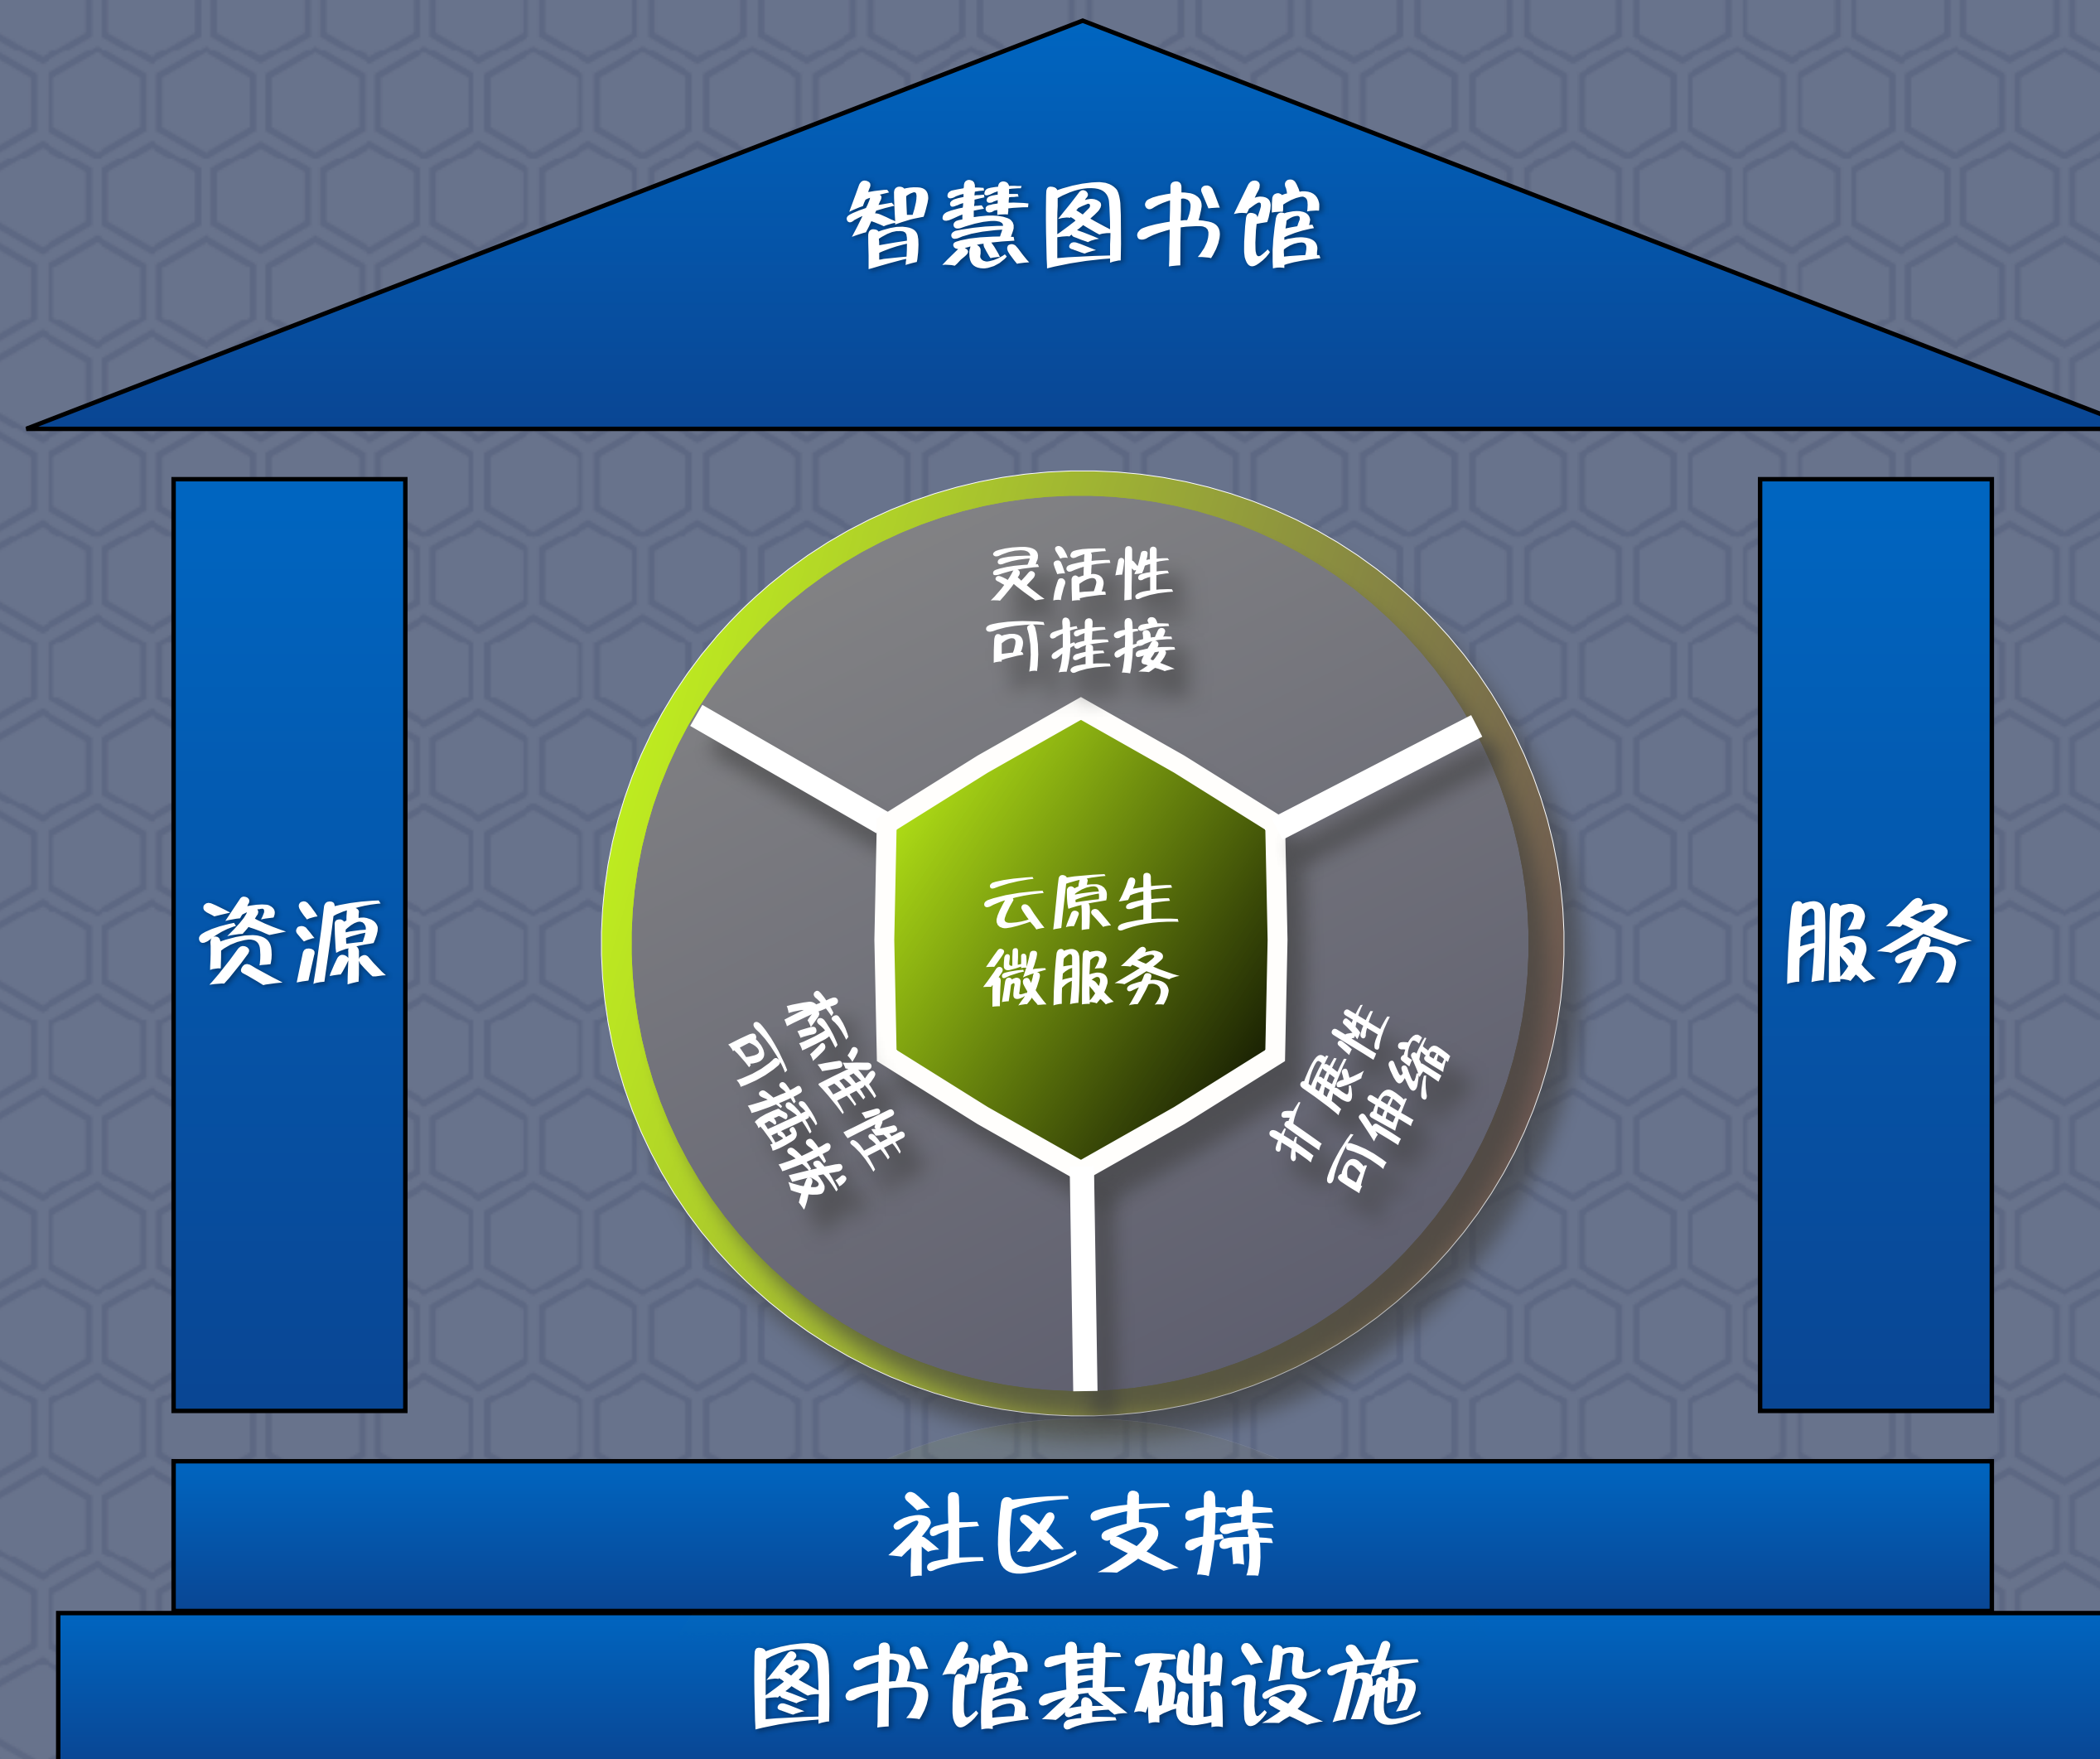 智慧图书馆
资源
灵活性
可挂接
云原生
微服务
标准性
可插接
扩展性
可伸缩
服务
社区支持
图书馆基础设施